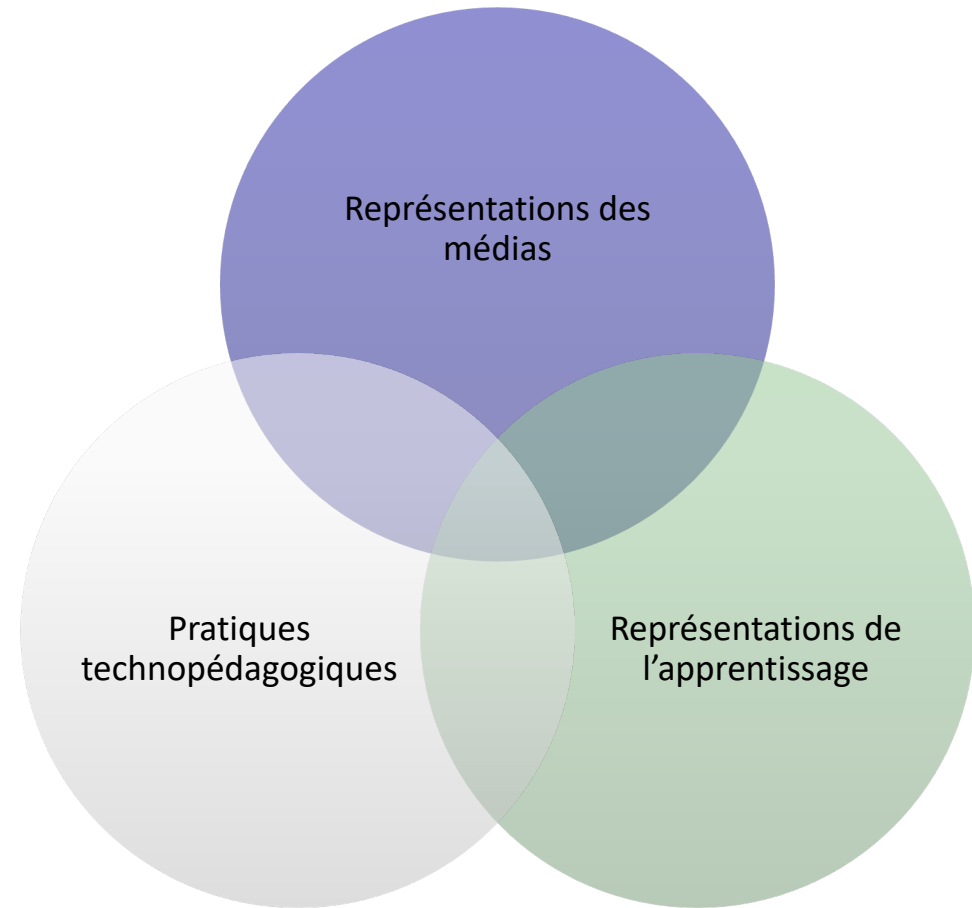 Représentations des
médias
Pratiques
technopédagogiques
Représentations de
l’apprentissage